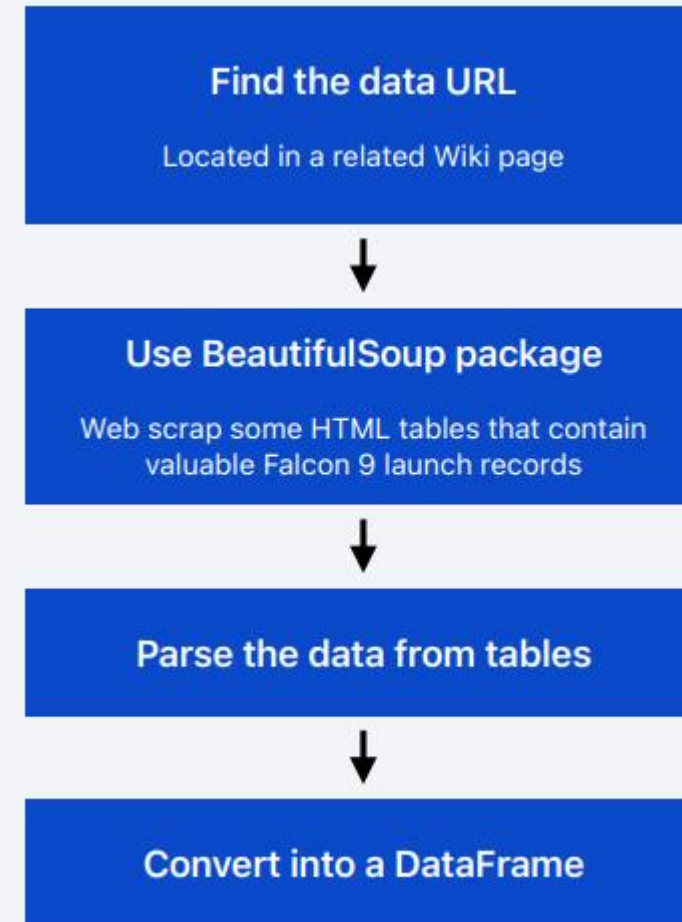 Find the data URL
Located in a related Wiki page
Use BeautifulSoup package
Web scrap some HTML tables that contain
valuable Falcon 9 launch records
Parse the data from tables
Convert into a DataFrame